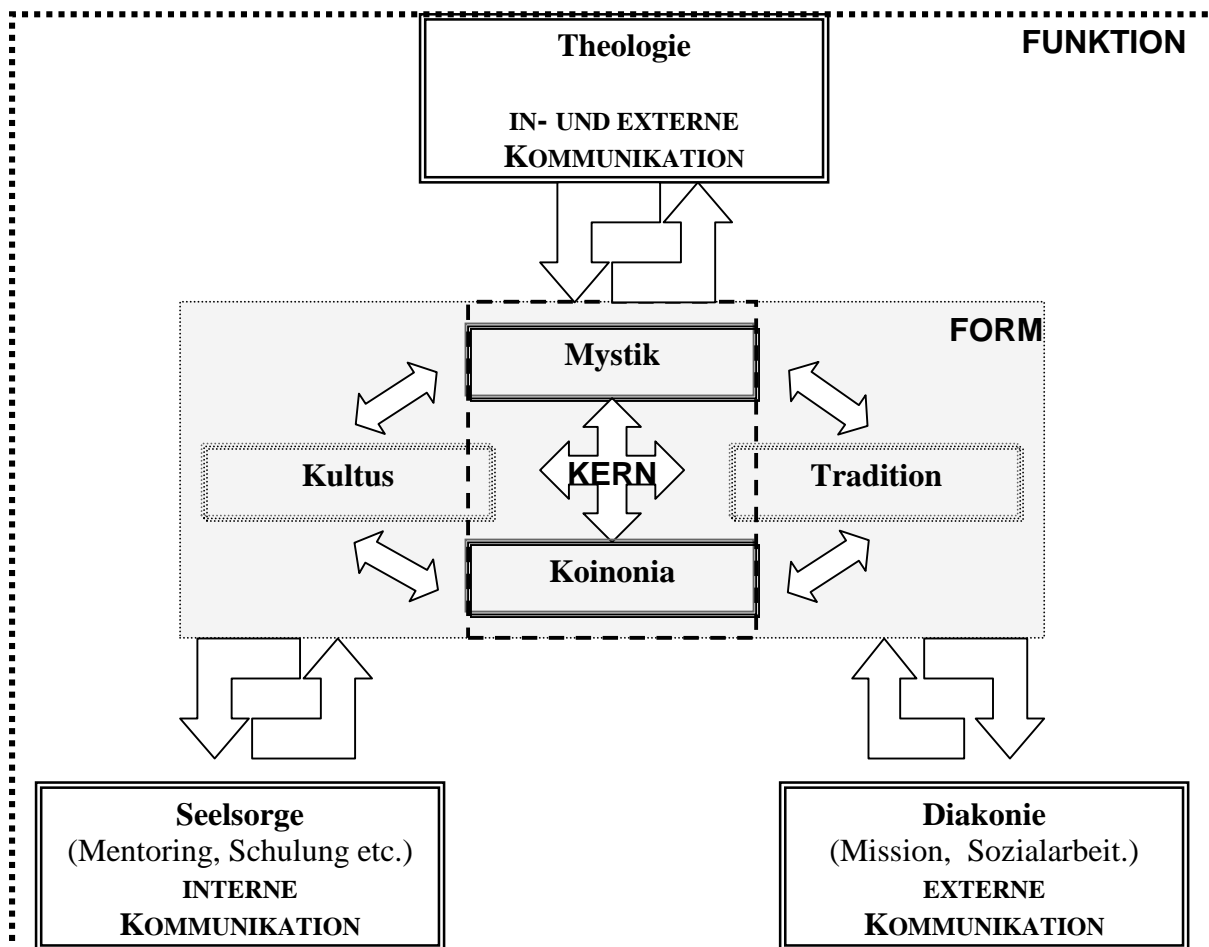 Theologie
FUNKTION
IN- UND EXTERNE
KOMMUNIKATION
FORM
Mystik
Kultus
KERN
Tradition
Koinonia
Seelsorge
(Mentoring, Schulung etc.)
INTERNE
KOMMUNIKATION
Diakonie
(Mission, Sozialarbeit.)
EXTERNE
KOMMUNIKATION